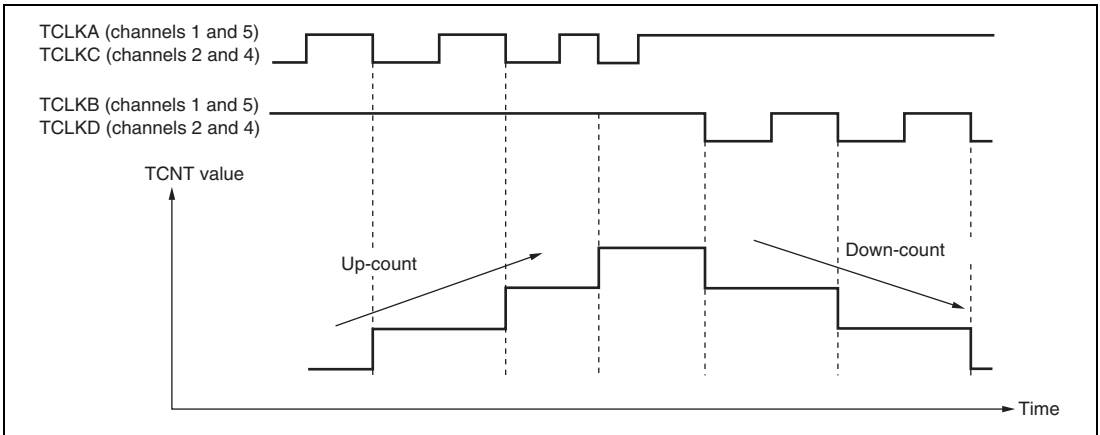 TCLKA (channels 1 and 5)
TCLKC (channels 2 and 4)
TCLKB (channels 1 and 5)
TCLKD (channels 2 and 4)
TCNT value
Up-count
Down-count
Time